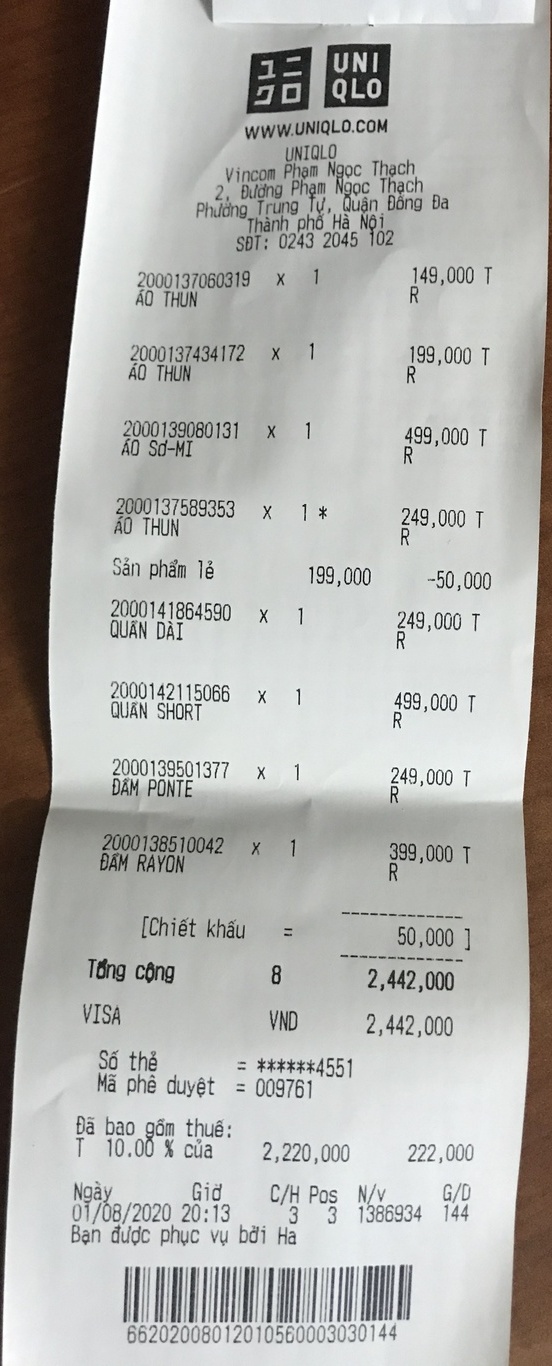 ユニ
クロ
UNI
QLO
WWW.UNIQLO.COM
UNIQLO
Vincom Phạm Ngọc Thạch
2, Đường Phạm Ngọc Thạch
Phường Trung Tự, Quận Đống Đa
Thành phố Hà Nội
SĐT: 0243 2045 102
2000137060319 x 1 149,000 T
ÁO THUN R
2000137434172 x 1 199,000 T
ÁO THUN R
2000139080131 x 1 499,000 T
ÁO Sơ-MI R
2000137589353 x 1 * 249,000 T
ÁO THUN R
Sản phẩm lẻ 199,000 -50,000
2000141864590 x 1 249,000 T
QUẦN DÀI R
2000142115066 x 1 499,000 T
QUẦN SHORT R
2000139501377 x 1 249,000 T
ĐẦM PONTE R
2000138510042 x 1 399,000 T
ĐẦM RAYON R
------------
[Chiết khấu = 50,000 ]
------------
Tổng cộng 8 2,442,000
VISA VND 2,442,000
Số thẻ = ******4551
Mã phê duyệt = 009761
Đã bao gồm thuế:
T 10.00 % của 2,220,000 222,000
Ngày Giờ C/H Pos N/v G/D
01/08/2020 20:13 3 3 1386934 144
Bạn được phục vụ bởi Ha
66202008012010560003030144